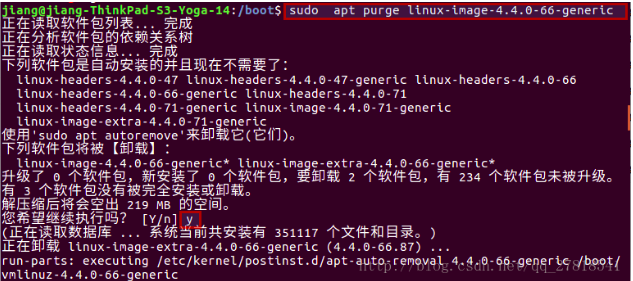 jiang@jiang-ThinkPad-S3-Yoga-14:/boot$ sudo  apt purge linux-image-4.4.0-66-generic
正在读取软件包列表... 完成
正在分析软件包的依赖关系树
正在读取状态信息... 完成
下列软件包是自动安装的并且现在不需要了:
  linux-headers-4.4.0-47 linux-headers-4.4.0-47-generic linux-headers-4.4.0-66
  linux-headers-4.4.0-66-generic linux-headers-4.4.0-71
  linux-headers-4.4.0-71-generic linux-image-4.4.0-71-generic
  linux-image-extra-4.4.0-71-generic
使用'sudo apt autoremove'来卸载它(它们)。
下列软件包将被【卸载】:
  linux-image-4.4.0-66-generic* linux-image-extra-4.4.0-66-generic*
升级了 0 个软件包，新安装了 0 个软件包，要卸载 2 个软件包，有 234 个软件包未被升级。
有 3 个软件包没有被完全安装或卸载。
解压缩后将会空出 219 MB 的空间。
您希望继续执行吗？ [Y/n] y
(正在读取数据库 ... 系统当前共安装有 351117 个文件和目录。)
正在卸载 linux-image-extra-4.4.0-66-generic (4.4.0-66.87) ...
run-parts: executing /etc/kernel/postinst.d/apt-auto-removal 4.4.0-66-generic /boot/
vmlinuz-4.4.0-66-generic